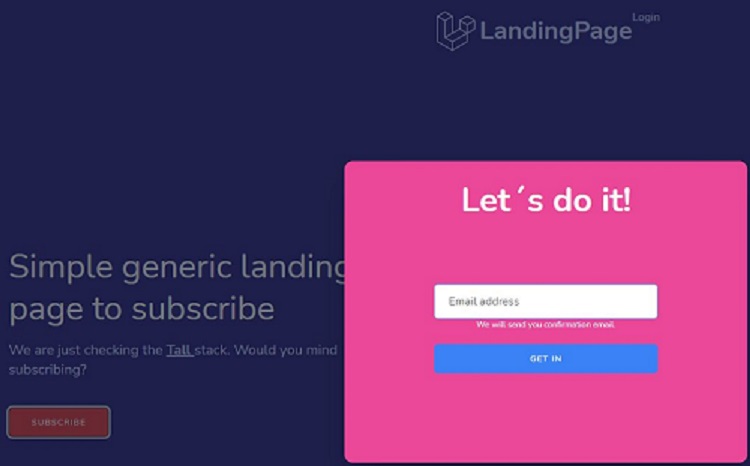 LandingPage
Login
Let´s do it!
Simple generic landing
page to subscribe
We are just checking the Tall stack. Would you mind
subscribing?
SUBSCRIBE
Email address
We will send you confirmation email.
GET IN